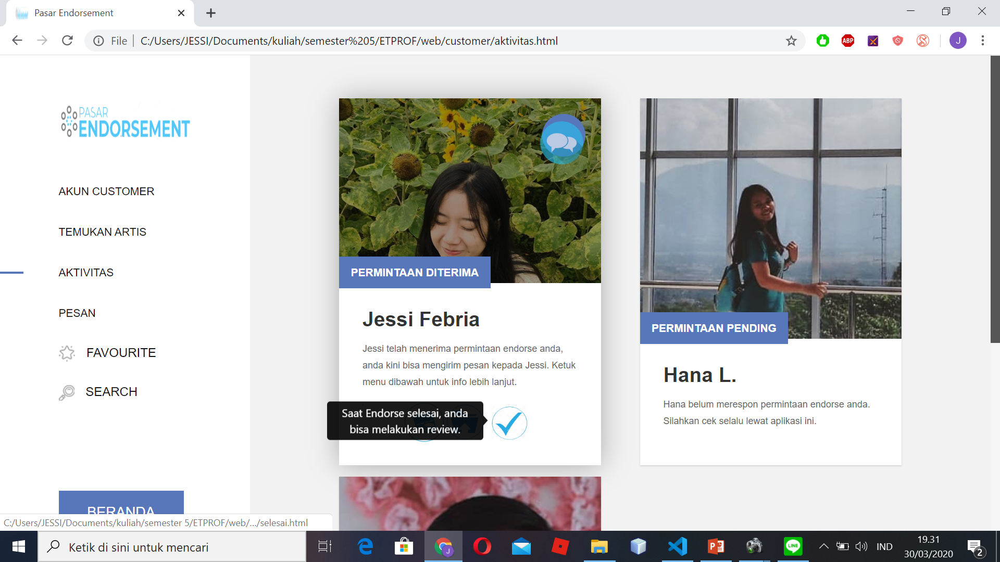 Pasar Endorsement
File
C:/Users/JESSI/Documents/kuliah/semester%205/ETPROF/web/customer/aktivitas.html
ABP
J
PASAR
ENDORSEMENT
AKUN CUSTOMER
TEMUKAN ARTIS
AKTIVITAS
PESAN
FAVOURITE
SEARCH
BERANDA
PERMINTAAN DITERIMA
Jessi Febria
Jessi telah menerima permintaan endorse anda,
anda kini bisa mengirim pesan kepada Jessi. Ketuk
menu dibawah untuk info lebih lanjut.
Saat Endorse selesai, anda
bisa melakukan review.
PERMINTAAN PENDING
Hana L.
Hana belum merespon permintaan endorse anda.
Silahkan cek selalu lewat aplikasi ini.
C:/Users/JESSI/Documents/kuliah/semester 5/ETPROF/web/.../selesai.html
Ketik di sini untuk mencari
J
LINE
IND
19.31
30/03/2020
2